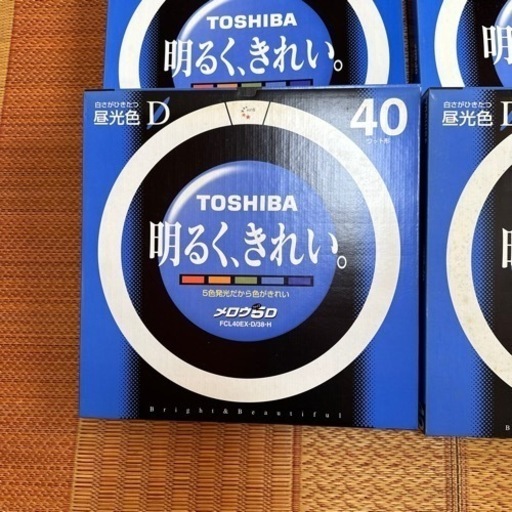 TOSHIBA
明るく、きれい。
明
白さがひきたつ
昼光色 D
40
ワット形
TOSHIBA
明るく、きれい。
5色発光だから色がきれい
メロウ5D
FCL40EX-D/38-H
Bright&Beautiful
白さがひきたつ
昼光色
明
B